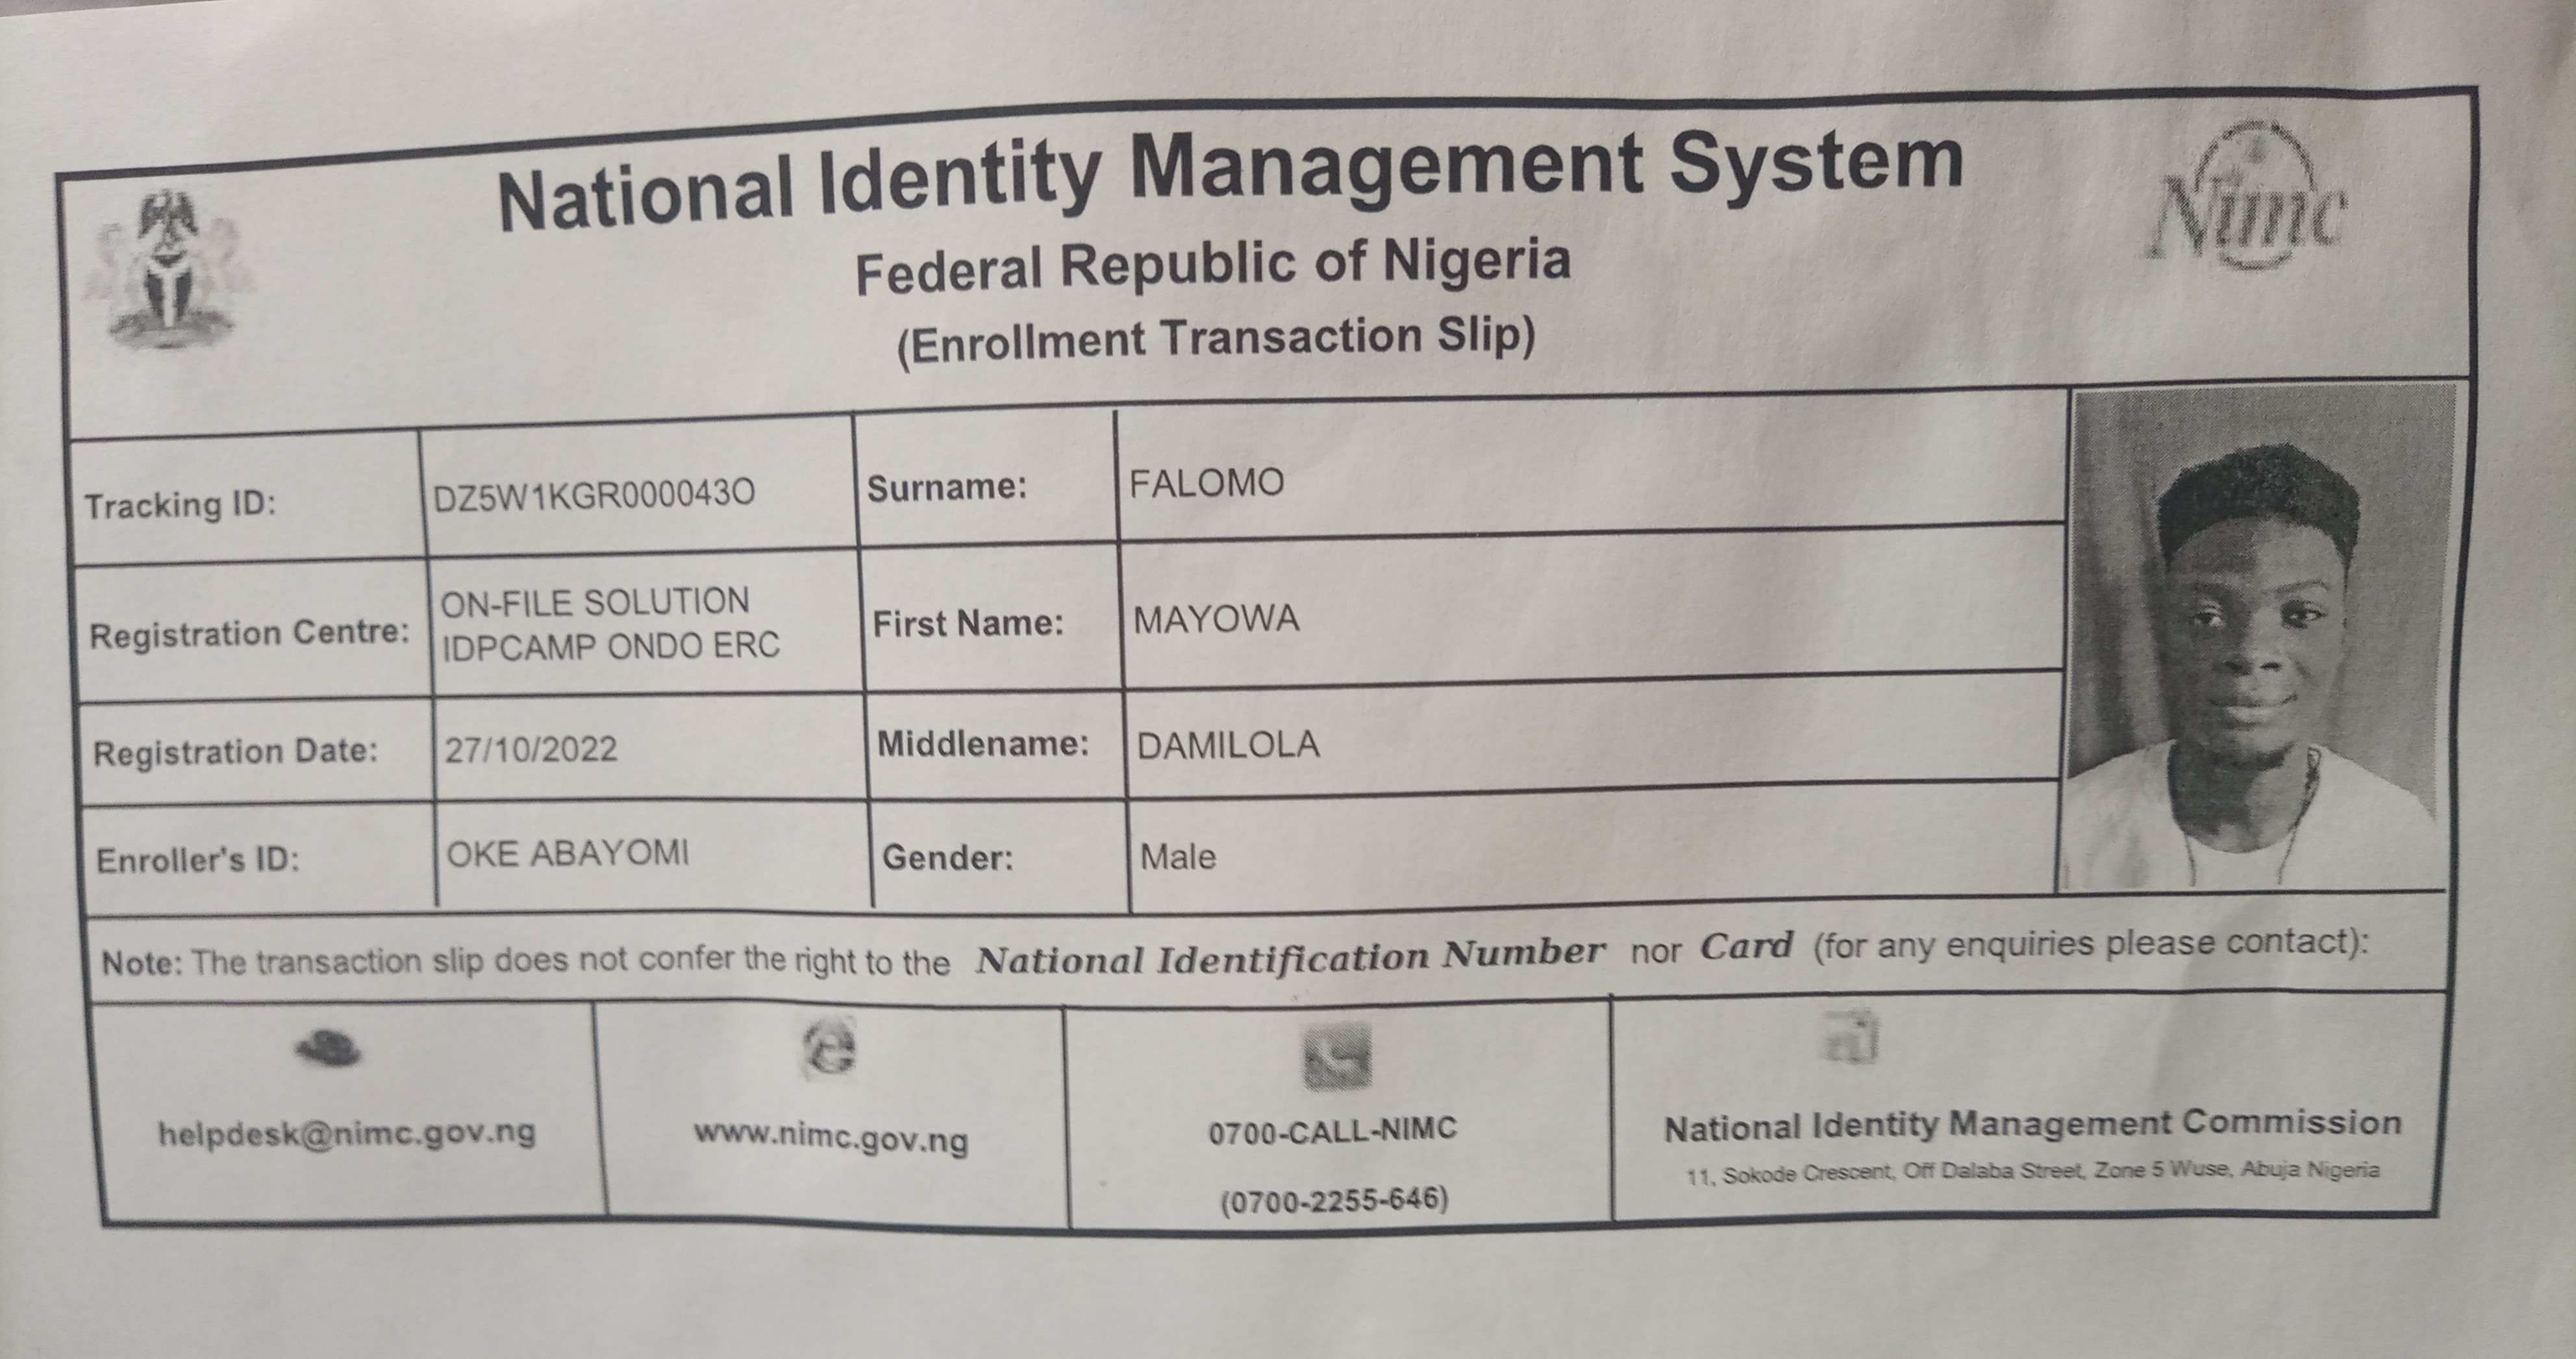 National Identity Management System
Federal Republic of Nigeria
(Enrollment Transaction Slip)
Nimc
Tracking ID: DZ5W1KGR000043O Surname: FALOMO
Registration Centre: ON-FILE SOLUTION IDPCAMP ONDO ERC First Name: MAYOWA
Registration Date: 27/10/2022 Middlename: DAMILOLA
Enroller's ID: OKE ABAYOMI Gender: Male
Note: The transaction slip does not confer the right to the National Identification Number nor Card (for any enquiries please contact):
helpdesk@nimc.gov.ng
www.nimc.gov.ng
0700-CALL-NIMC
(0700-2255-646)
National Identity Management Commission
11, Sokode Crescent, Off Dalaba Street, Zone 5 Wuse, Abuja Nigeria